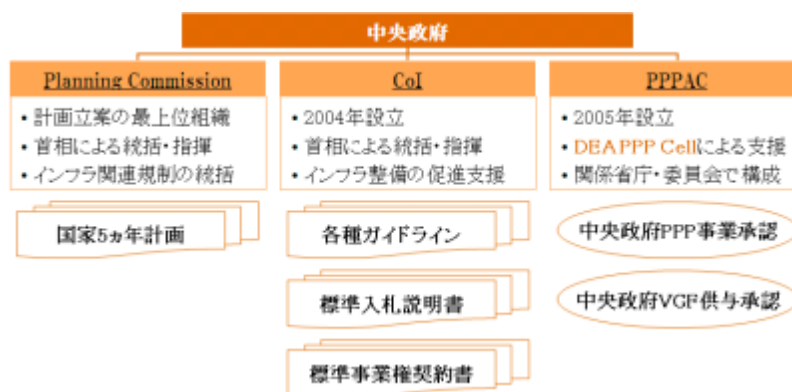 中央政府
Planning Commission
• 計画立案の最上位組織
• 首相による統括・指揮
• インフラ関連規制の統括
国家5ヵ年計画
CoI
• 2004年設立
• 首相による統括・指揮
• インフラ整備の促進支援
各種ガイドライン
標準入札説明書
標準事業権契約書
PPPAC
• 2005年設立
• DEA PPP Cellによる支援
• 関係省庁・委員会で構成
中央政府PPP事業承認
中央政府VGF供与承認